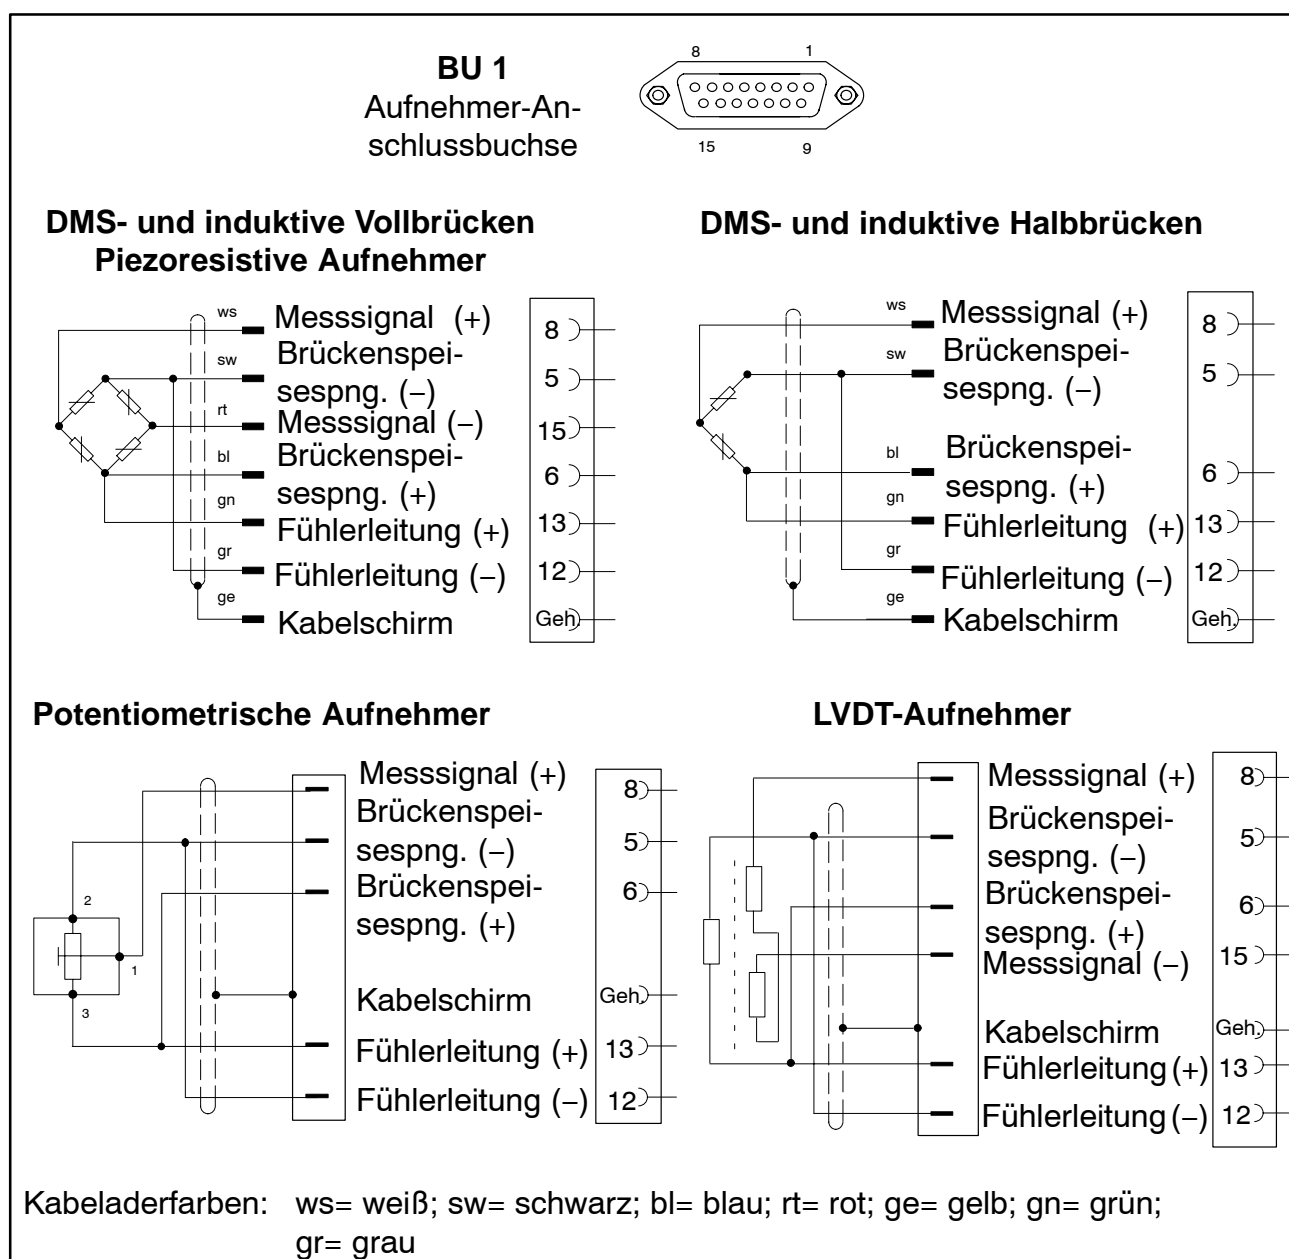 BU 1
Aufnehmer-An-
schlussbuchse
8 1
15 9
DMS- und induktive Vollbrücken
Piezoresistive Aufnehmer
ws Messsignal (+) 8
sw Brückenspei-
sespng. (–) 5
rt Messsignal (–) 15
bl Brückenspei-
sespng. (+) 6
gn Fühlerleitung (+) 13
gr Fühlerleitung (–) 12
ge Kabelschirm Geh.
DMS- und induktive Halbbrücken
ws Messsignal (+) 8
sw Brückenspei-
sespng. (–) 5
bl Brückenspei-
sespng. (+) 6
gn Fühlerleitung (+) 13
gr Fühlerleitung (–) 12
ge Kabelschirm Geh.
Potentiometrische Aufnehmer
Messsignal (+) 8
Brückenspei-
sespng. (–) 5
Brückenspei-
sespng. (+) 6
2
1
3
Kabelschirm Geh.
Fühlerleitung (+) 13
Fühlerleitung (–) 12
LVDT-Aufnehmer
Messsignal (+) 8
Brückenspei-
sespng. (–) 5
Brückenspei-
sespng. (+) 6
Messsignal (–) 15
Kabelschirm Geh.
Fühlerleitung (+) 13
Fühlerleitung (–) 12
Kabeladerfarben: ws= weiß; sw= schwarz; bl= blau; rt= rot; ge= gelb; gn= grün;
gr= grau